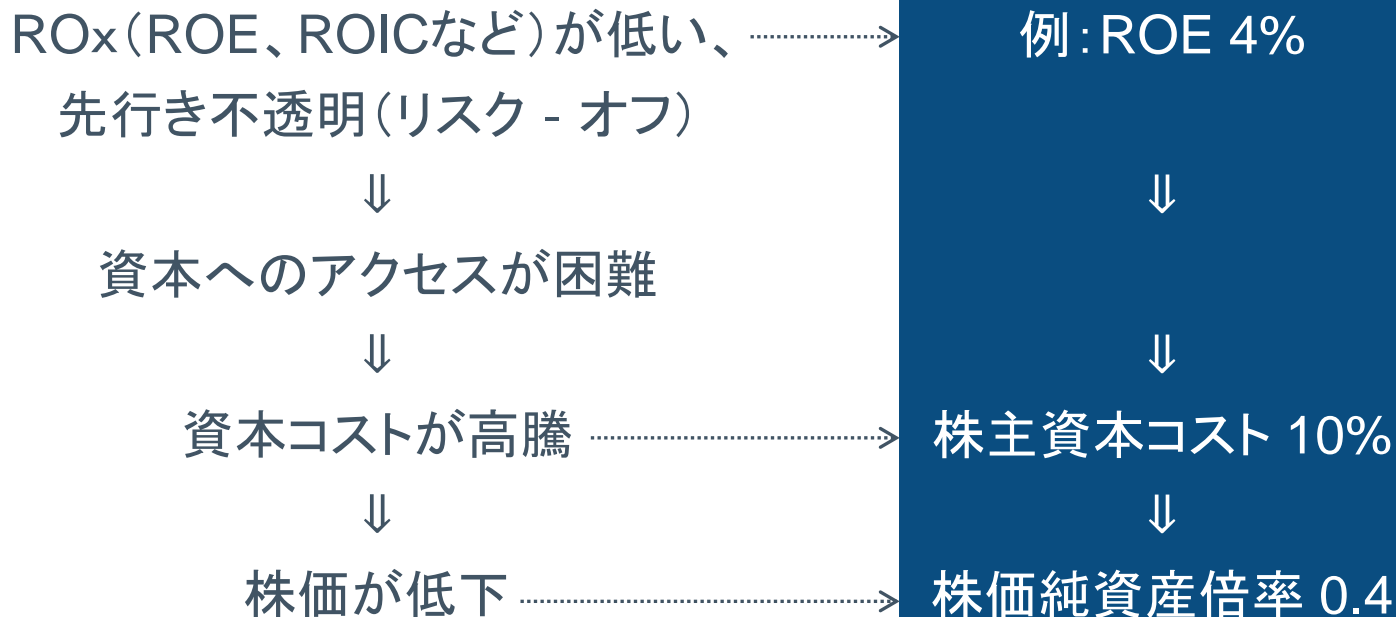 ROx（ROE、ROICなど）が低い、
先行き不透明（リスク - オフ）
⇓
資本へのアクセスが困難
⇓
資本コストが高騰
⇓
株価が低下
例：ROE 4%
⇓
⇓
株主資本コスト 10%
⇓
株価純資産倍率 0.4